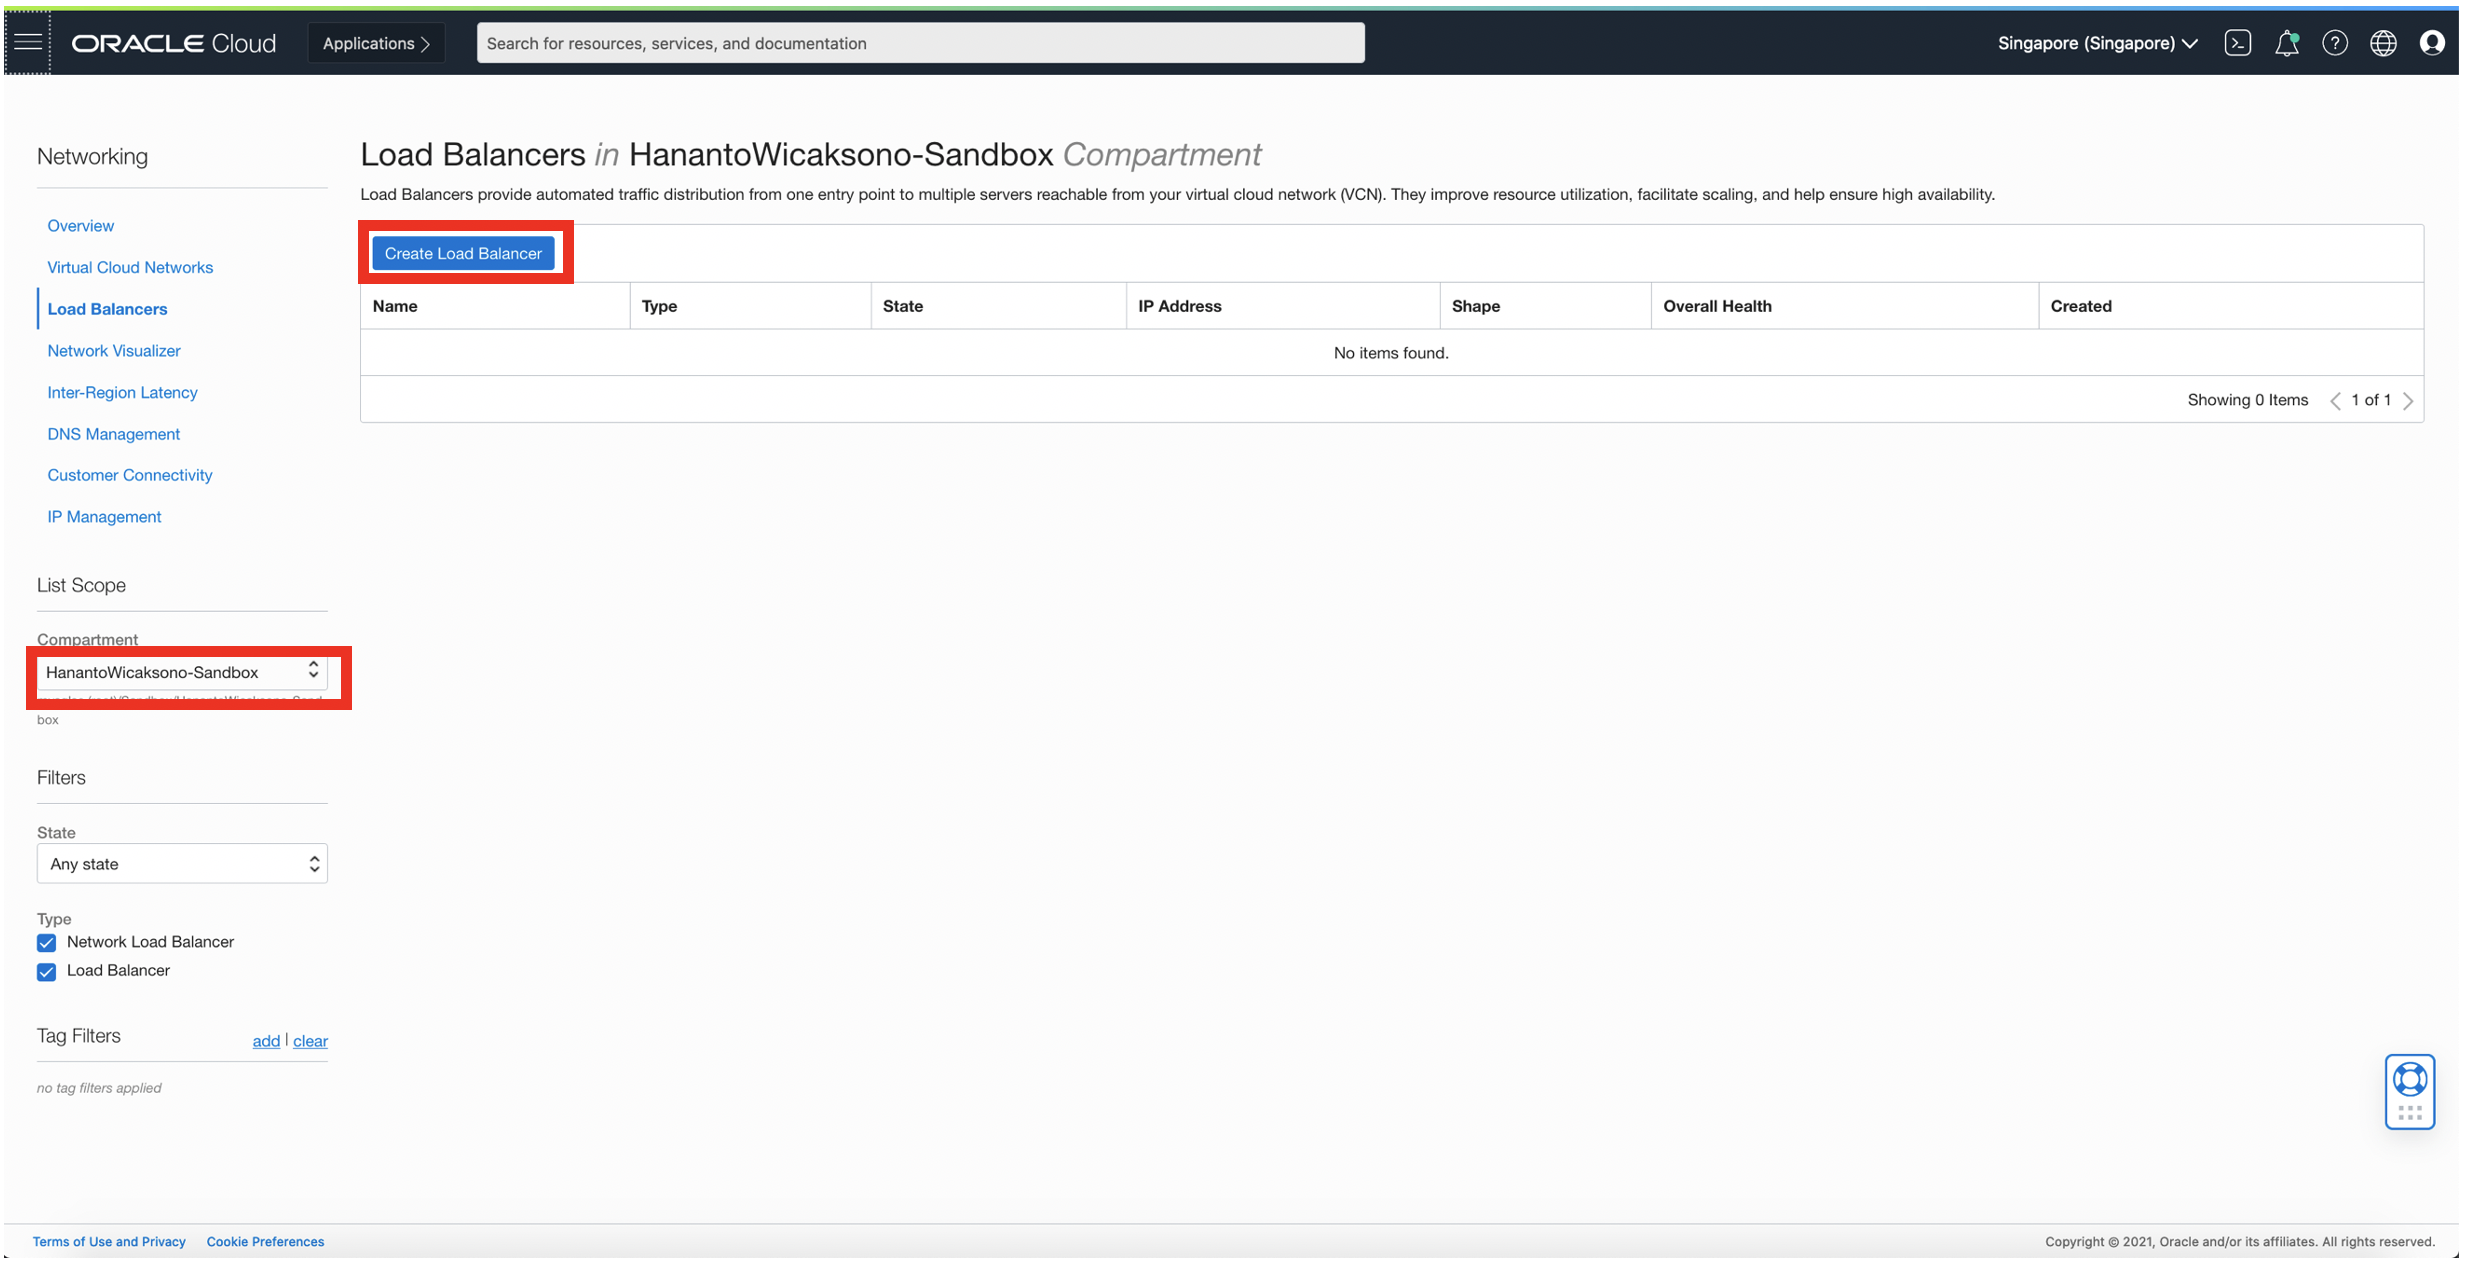 ORACLE Cloud
Applications
Search for resources, services, and documentation
Singapore (Singapore)
Networking
Overview
Virtual Cloud Networks
Load Balancers
Network Visualizer
Inter-Region Latency
DNS Management
Customer Connectivity
IP Management
List Scope
Compartment
HanantoWicaksono-Sandbox
box
Filters
State
Any state
Type
Network Load Balancer
Load Balancer
Tag Filters add | clear
no tag filters applied
Load Balancers in HanantoWicaksono-Sandbox Compartment
Load Balancers provide automated traffic distribution from one entry point to multiple servers reachable from your virtual cloud network (VCN). They improve resource utilization, facilitate scaling, and help ensure high availability.
Create Load Balancer
Name Type State IP Address Shape Overall Health Created
No items found.
Showing 0 Items 1 of 1
Terms of Use and Privacy Cookie Preferences
Copyright © 2021, Oracle and/or its affiliates. All rights reserved.